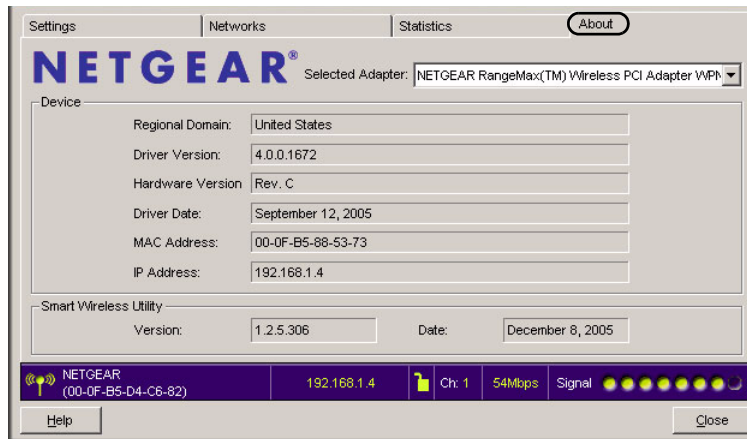 Settings Networks Statistics About
NETGEAR®
Selected Adapter: NETGEAR RangeMax(TM) Wireless PCI Adapter WPN
Device
Regional Domain: United States
Driver Version: 4.0.0.1672
Hardware Version Rev. C
Driver Date: September 12, 2005
MAC Address: 00-0F-B5-88-53-73
IP Address: 192.168.1.4
Smart Wireless Utility
Version: 1.2.5.306 Date: December 8, 2005
NETGEAR
(00-0F-B5-D4-C6-82) 192.168.1.4 Ch: 1 54Mbps Signal
Help Close